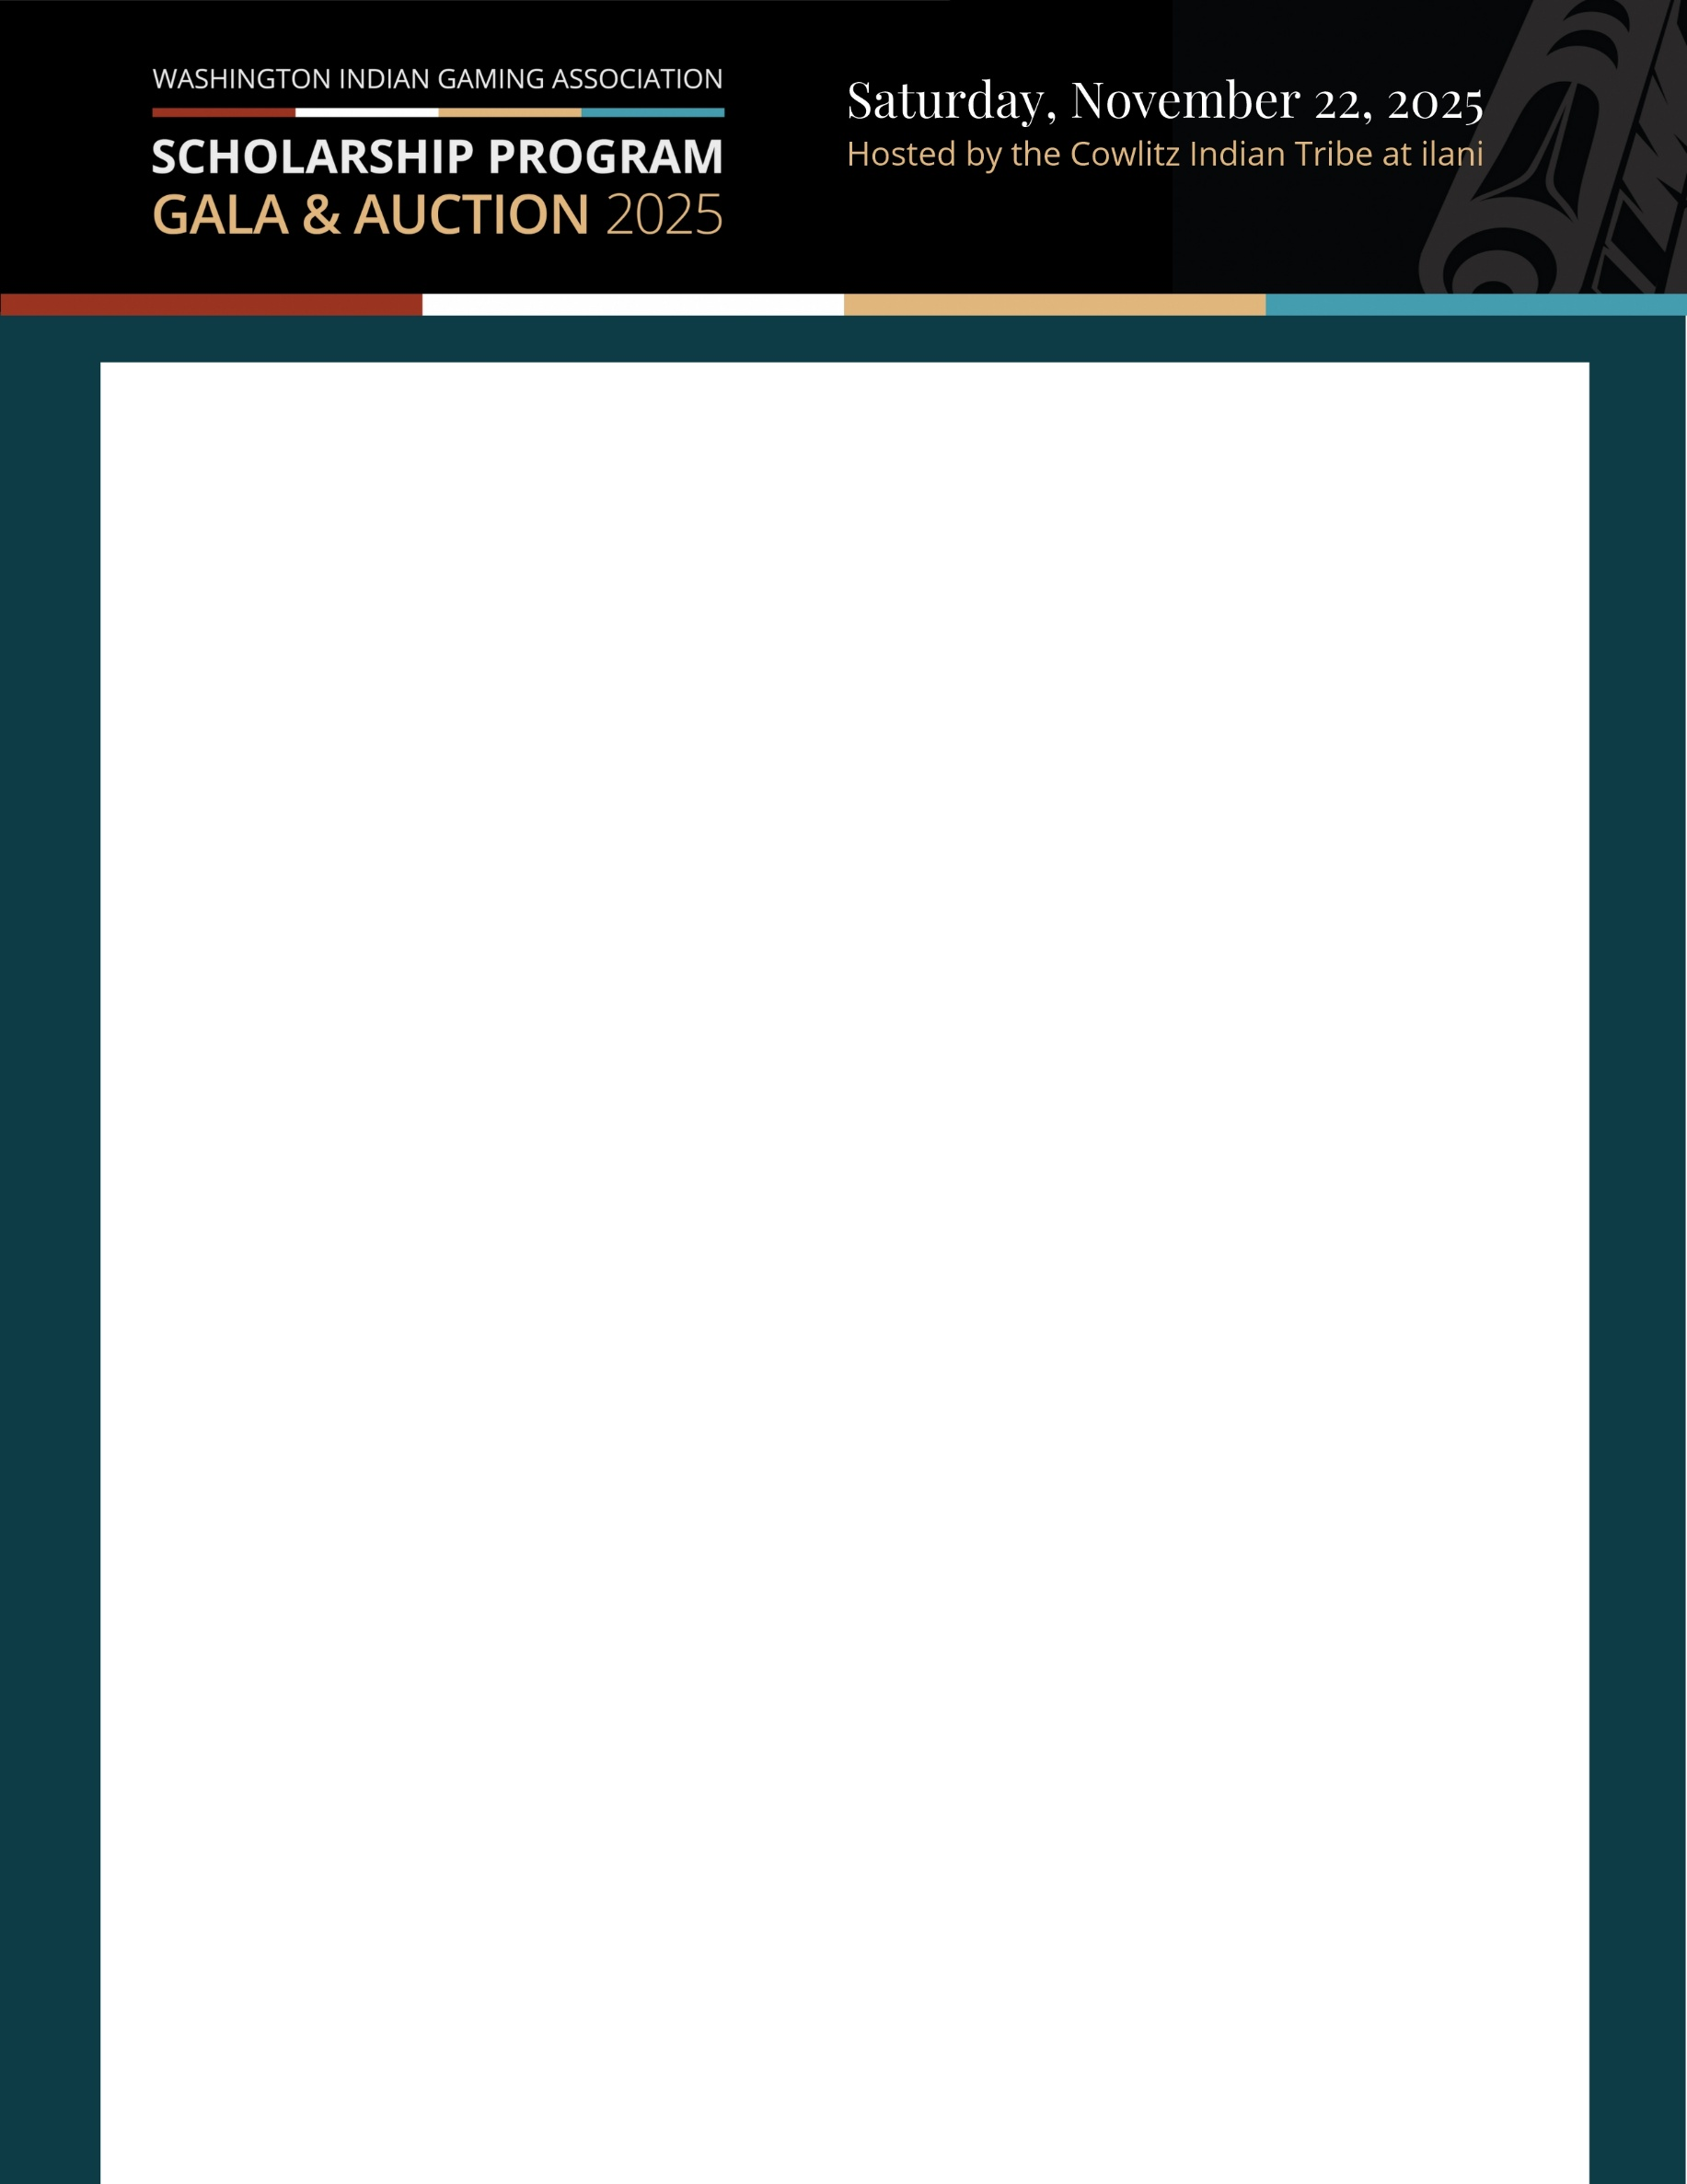 WASHINGTON INDIAN GAMING ASSOCIATION
SCHOLARSHIP PROGRAM
GALA & AUCTION 2025
Saturday, November 22, 2025
Hosted by the Cowlitz Indian Tribe at ilani